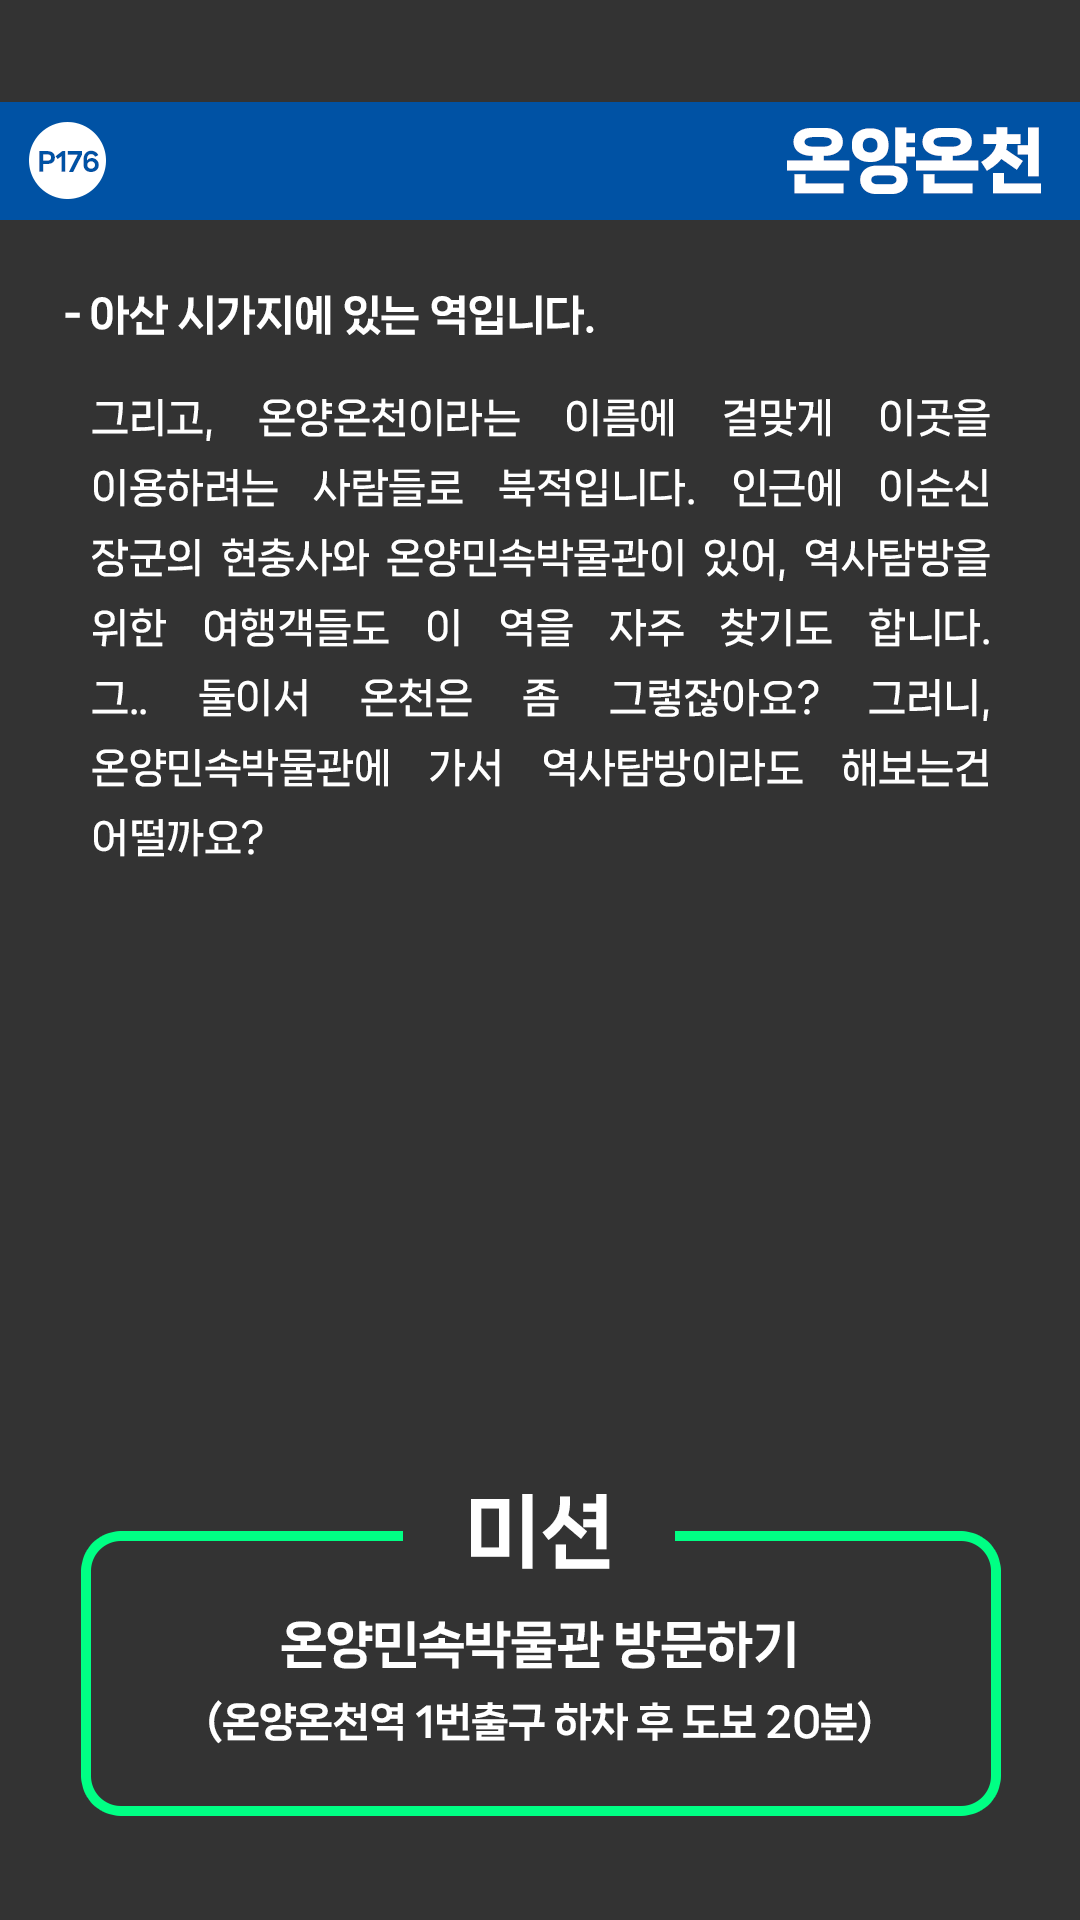 P176
온양온천
- 아산 시가지에 있는 역입니다.
그리고, 온양온천이라는 이름에 걸맞게 이곳을
이용하려는 사람들로 북적입니다. 인근에 이순신
장군의 현충사와 온양민속박물관이 있어, 역사탐방을
위한 여행객들도 이 역을 자주 찾기도 합니다.
그.. 둘이서 온천은 좀 그렇잖아요? 그러니,
온양민속박물관에 가서 역사탐방이라도 해보는건
어떨까요?
미션
온양민속박물관 방문하기
(온양온천역 1번출구 하차 후 도보 20분)